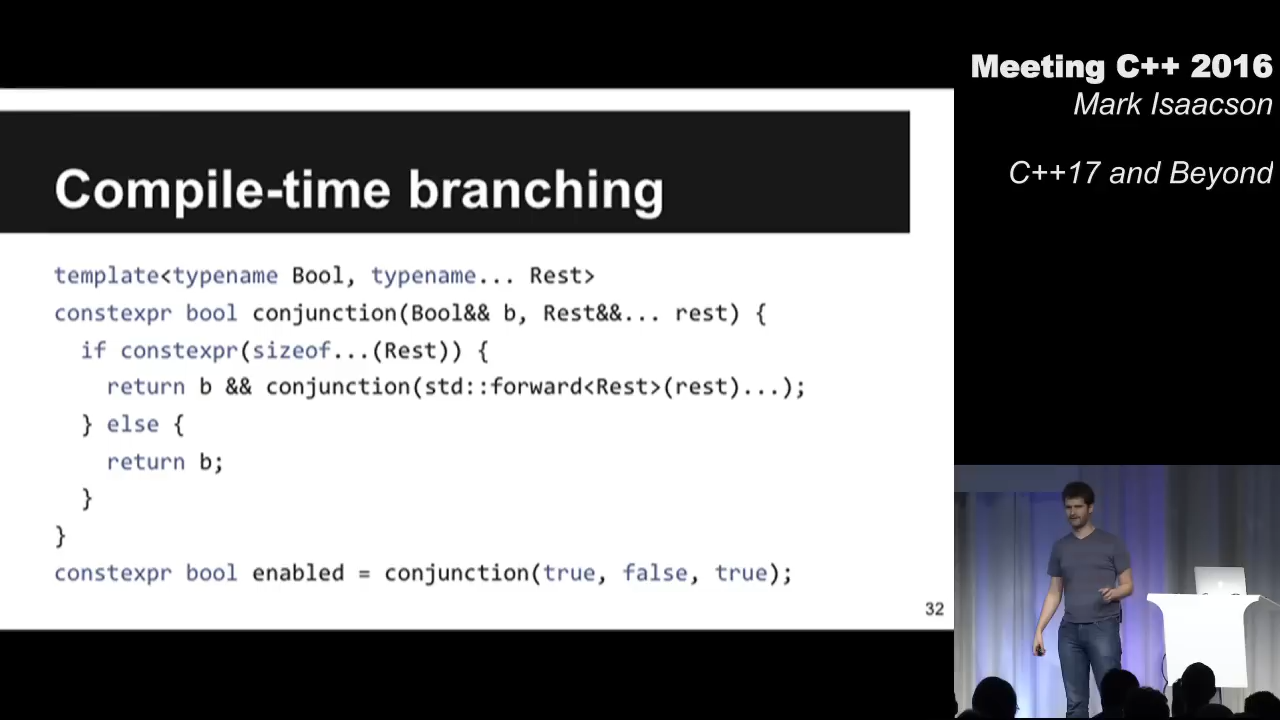 Meeting C++ 2016
Mark Isaacson
C++17 and Beyond
Compile-time branching
template<typename Bool, typename... Rest>
constexpr bool conjunction(Bool&& b, Rest&&... rest) {
  if constexpr(sizeof...(Rest)) {
    return b && conjunction(std::forward<Rest>(rest)...);
  } else {
    return b;
  }
}
constexpr bool enabled = conjunction(true, false, true);
32